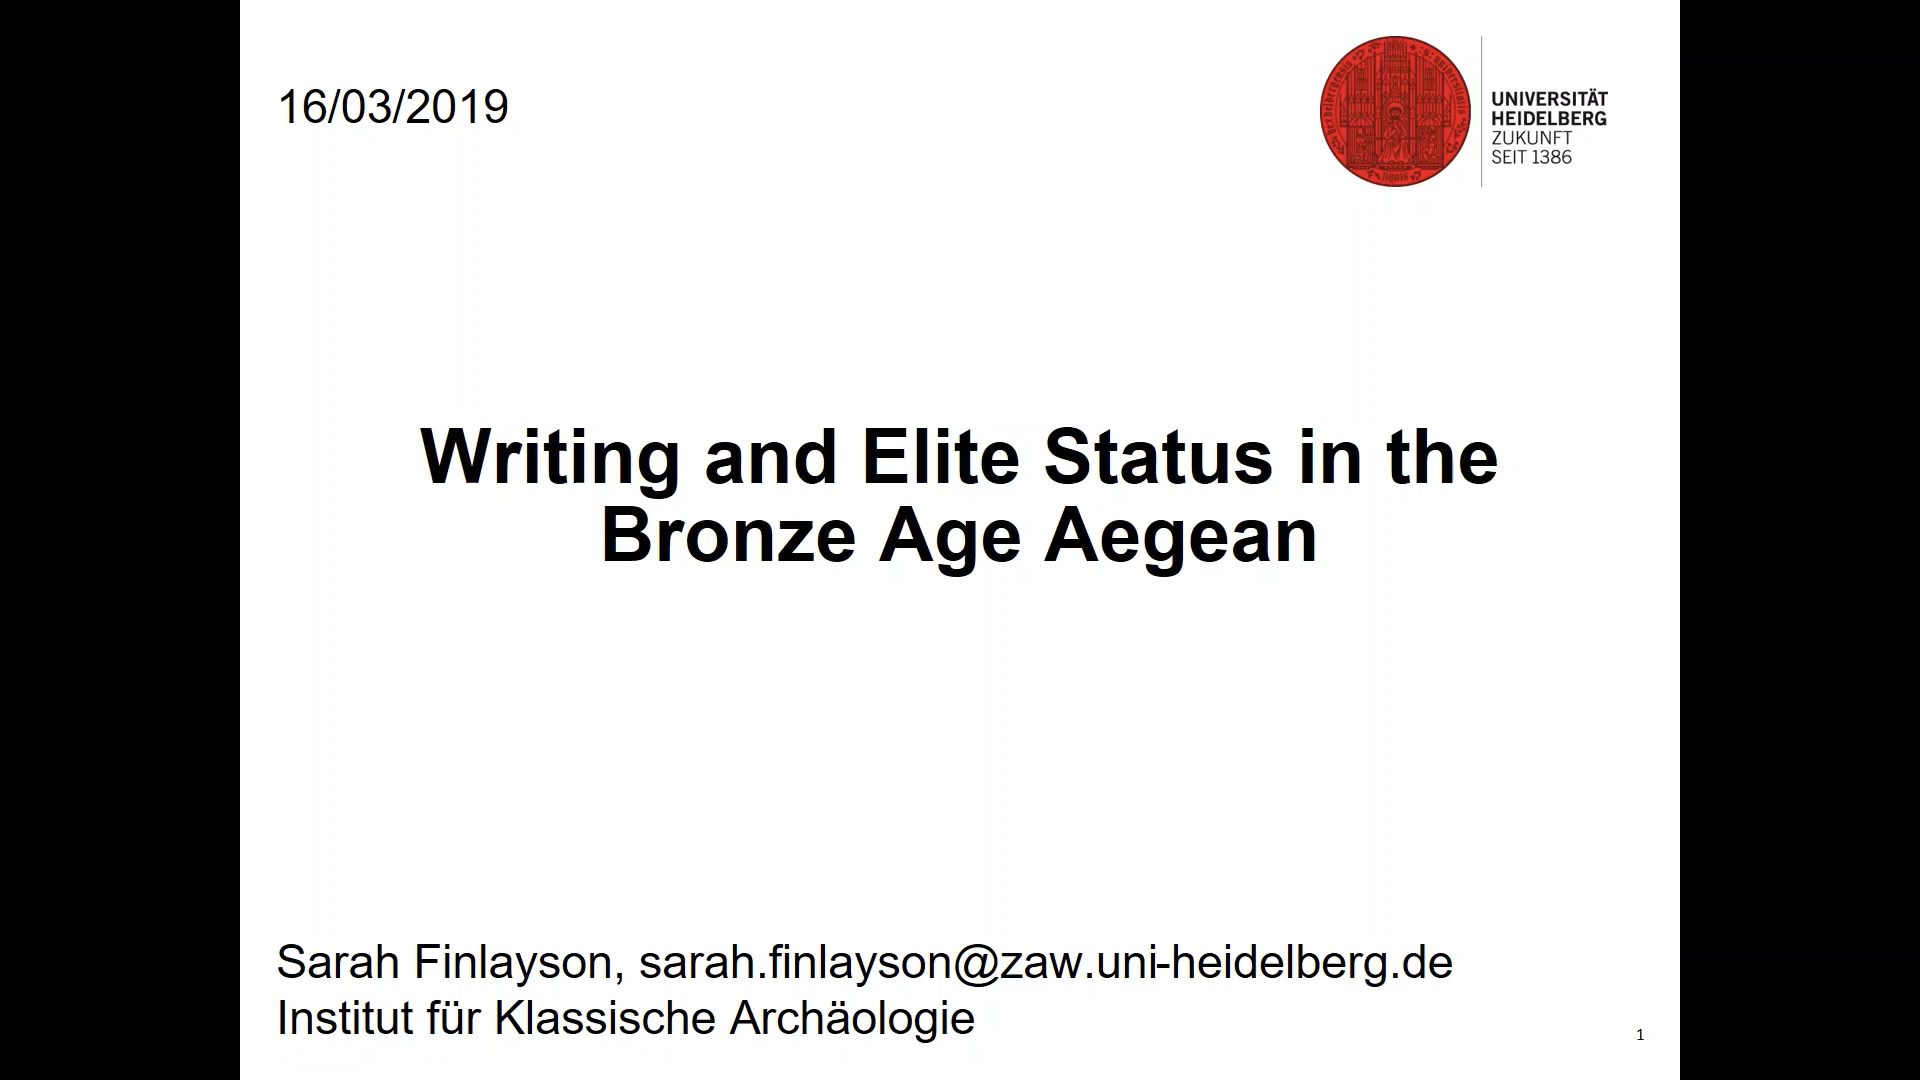 16/03/2019
UNIVERSITÄT
HEIDELBERG
ZUKUNFT
SEIT 1386
Writing and Elite Status in the
Bronze Age Aegean
Sarah Finlayson, sarah.finlayson@zaw.uni-heidelberg.de
Institut für Klassische Archäologie
1